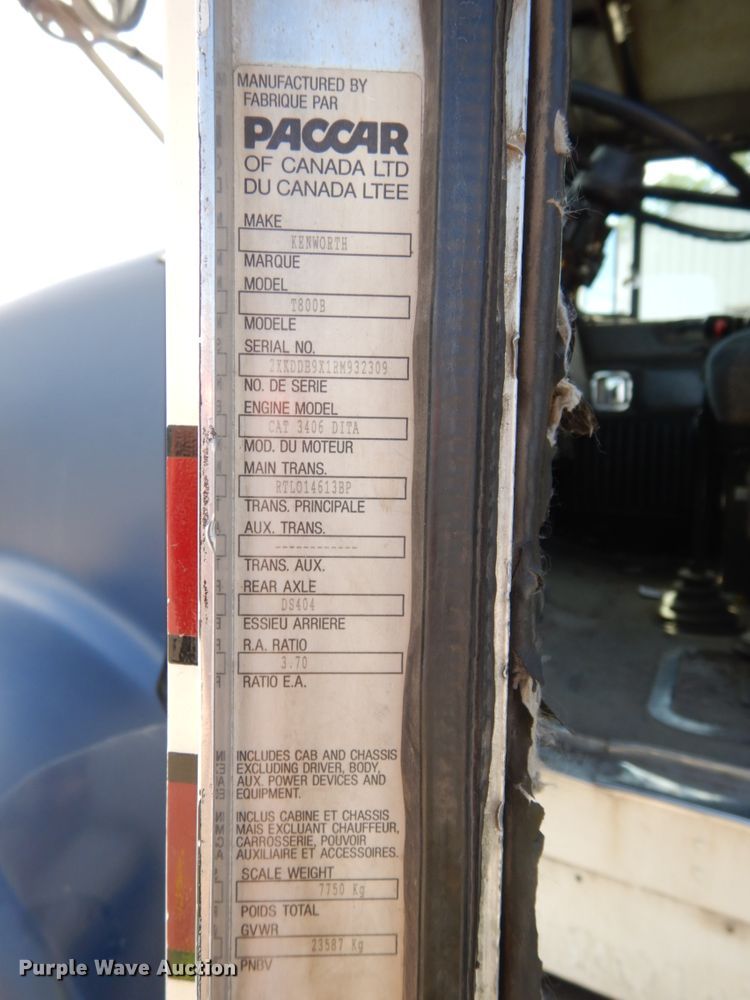 MANUFACTURED BY
FABRIQUE PAR
PACCAR
OF CANADA LTD
DU CANADA LTEE
MAKE
KENWORTH
MARQUE
MODEL
T800B
MODELE
SERIAL NO.
2XKDDB9X1RM932309
NO. DE SERIE
ENGINE MODEL
CAT 3406 DITA
MOD. DU MOTEUR
MAIN TRANS.
RTLO14613BP
TRANS. PRINCIPALE
AUX. TRANS.
------------
TRANS. AUX.
REAR AXLE
DS404
ESSIEU ARRIERE
R.A. RATIO
3.70
RATIO E.A.
INCLUDES CAB AND CHASSIS
EXCLUDING DRIVER, BODY,
AUX. POWER DEVICES AND
EQUIPMENT.
INCLUS CABINE ET CHASSIS
MAIS EXCLUANT CHAUFFEUR,
CARROSSERIE, POUVOIR
AUXILIAIRE ET ACCESSOIRES.
SCALE WEIGHT
7750 Kg
POIDS TOTAL
GVWR
23587 Kg
PNBV
Purple Wave Auction